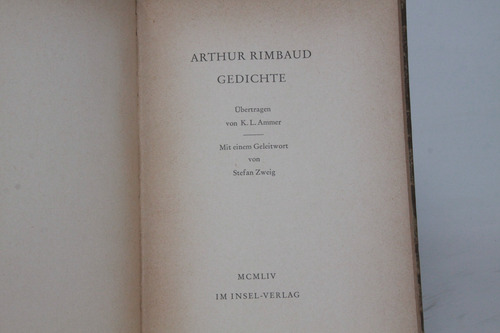 ARTHUR RIMBAUD
GEDICHTE
Übertragen
von K. L. Ammer
Mit einem Geleitwort
von
Stefan Zweig
MCMLIV
IM INSEL-VERLAG